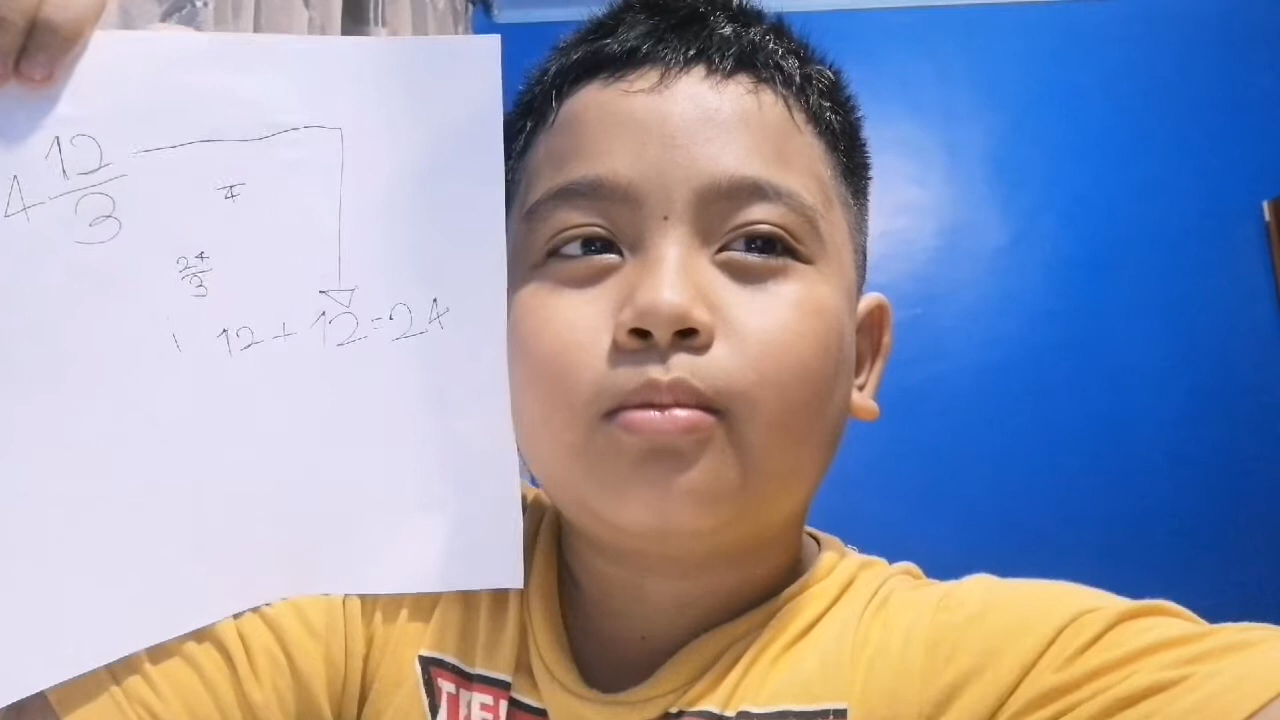 4 12/3
4
24/3
12 + 12 = 24